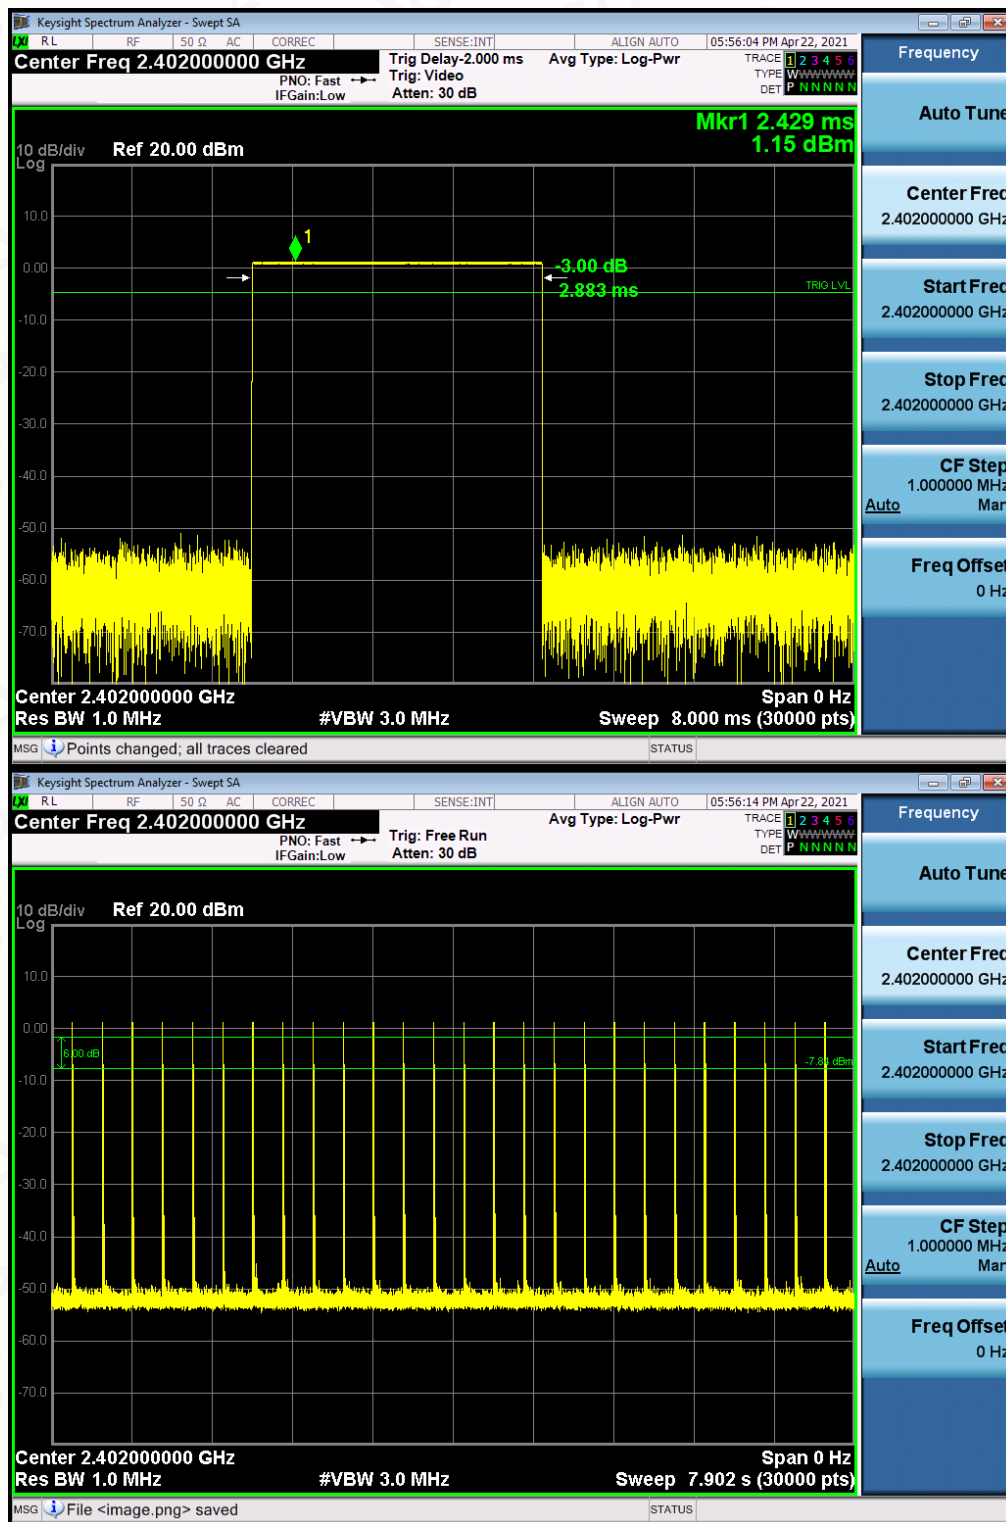 Keysight Spectrum Analyzer - Swept SA
LXI RL RF 50 Ω AC CORREC SENSE:INT ALIGN AUTO 05:56:04 PM Apr 22, 2021
Center Freq 2.402000000 GHz
PNO: Fast
IFGain:Low
Trig Delay-2.000 ms
Trig: Video
Atten: 30 dB
Avg Type: Log-Pwr
TRACE 1 2 3 4 5 6
TYPE WWWWWW
DET P N N N N N
Mkr1 2.429 ms
1.15 dBm
10 dB/div Ref 20.00 dBm
Log
10.0
1
0.00
-3.00 dB
2.883 ms
TRIG LVL
-10.0
-20.0
-30.0
-40.0
-50.0
-60.0
-70.0
Center 2.402000000 GHz Span 0 Hz
Res BW 1.0 MHz #VBW 3.0 MHz Sweep 8.000 ms (30000 pts)
MSG Points changed; all traces cleared STATUS
Frequency
Auto Tune
Center Freq
2.402000000 GHz
Start Freq
2.402000000 GHz
Stop Freq
2.402000000 GHz
CF Step
1.000000 MHz
Auto Man
Freq Offset
0 Hz
Keysight Spectrum Analyzer - Swept SA
LXI RL RF 50 Ω AC CORREC SENSE:INT ALIGN AUTO 05:56:14 PM Apr 22, 2021
Center Freq 2.402000000 GHz
PNO: Fast
IFGain:Low
Trig: Free Run
Atten: 30 dB
Avg Type: Log-Pwr
TRACE 1 2 3 4 5 6
TYPE WWWWWW
DET P N N N N N
10 dB/div Ref 20.00 dBm
Log
10.0
0.00
6.00 dB
-7.84 dBm
-10.0
-20.0
-30.0
-40.0
-50.0
-60.0
-70.0
Center 2.402000000 GHz Span 0 Hz
Res BW 1.0 MHz #VBW 3.0 MHz Sweep 7.902 s (30000 pts)
MSG File <image.png> saved STATUS
Frequency
Auto Tune
Center Freq
2.402000000 GHz
Start Freq
2.402000000 GHz
Stop Freq
2.402000000 GHz
CF Step
1.000000 MHz
Auto Man
Freq Offset
0 Hz